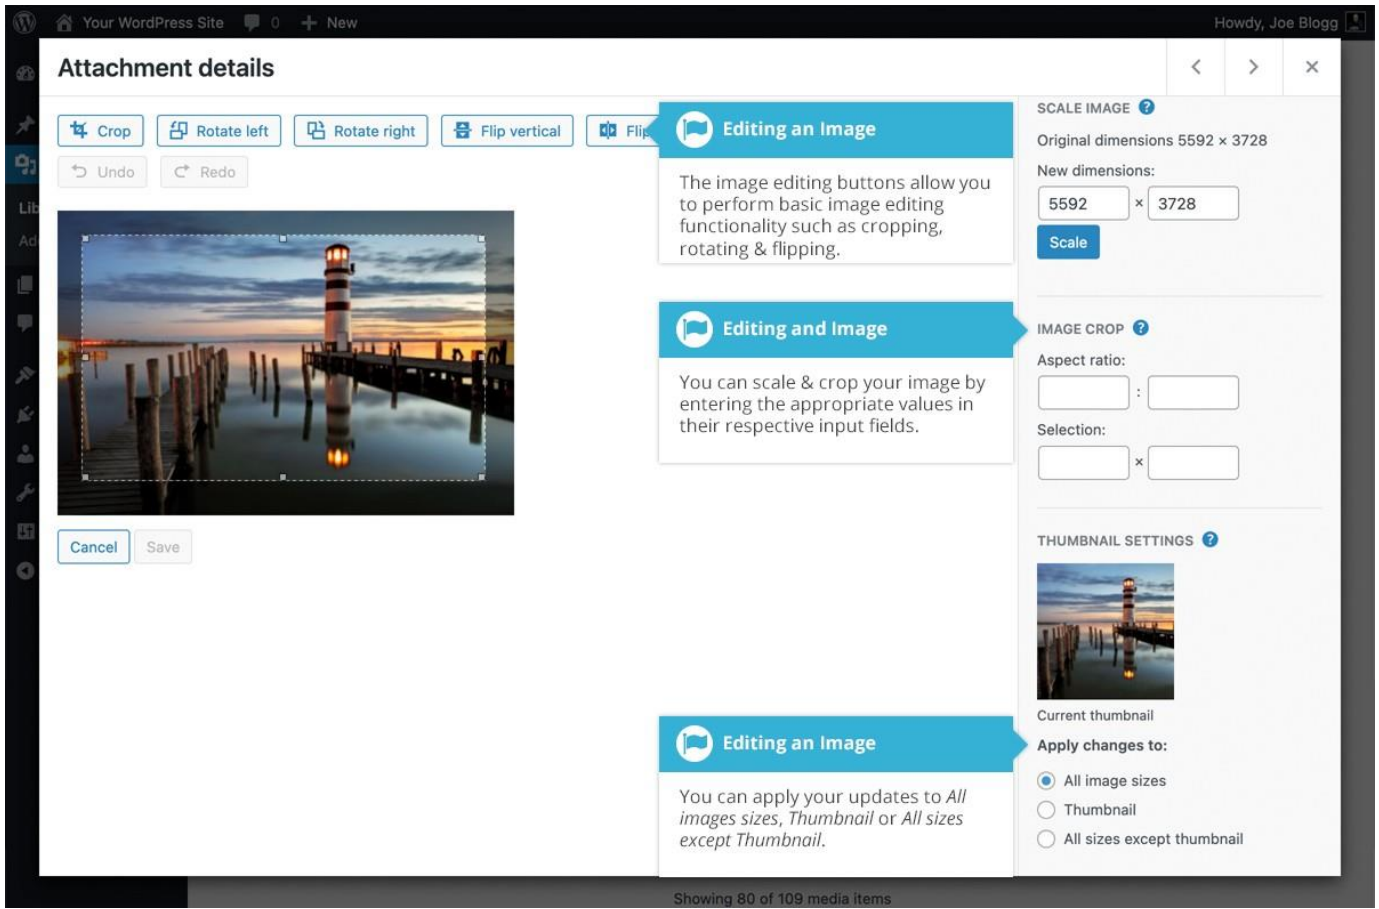 Your WordPress Site 0 + New Howdy, Joe Blogg
Attachment details
Crop Rotate left Rotate right Flip vertical Flip
Undo Redo
Lib
Ad
Cancel Save
Editing an Image
The image editing buttons allow you
to perform basic image editing
functionality such as cropping,
rotating & flipping.
Editing and Image
You can scale & crop your image by
entering the appropriate values in
their respective input fields.
Editing an Image
You can apply your updates to All
images sizes, Thumbnail or All sizes
except Thumbnail.
SCALE IMAGE ?
Original dimensions 5592 × 3728
New dimensions:
5592 × 3728
Scale
IMAGE CROP ?
Aspect ratio:
:
Selection:
×
THUMBNAIL SETTINGS ?
Current thumbnail
Apply changes to:
All image sizes
Thumbnail
All sizes except thumbnail
Showing 80 of 109 media items